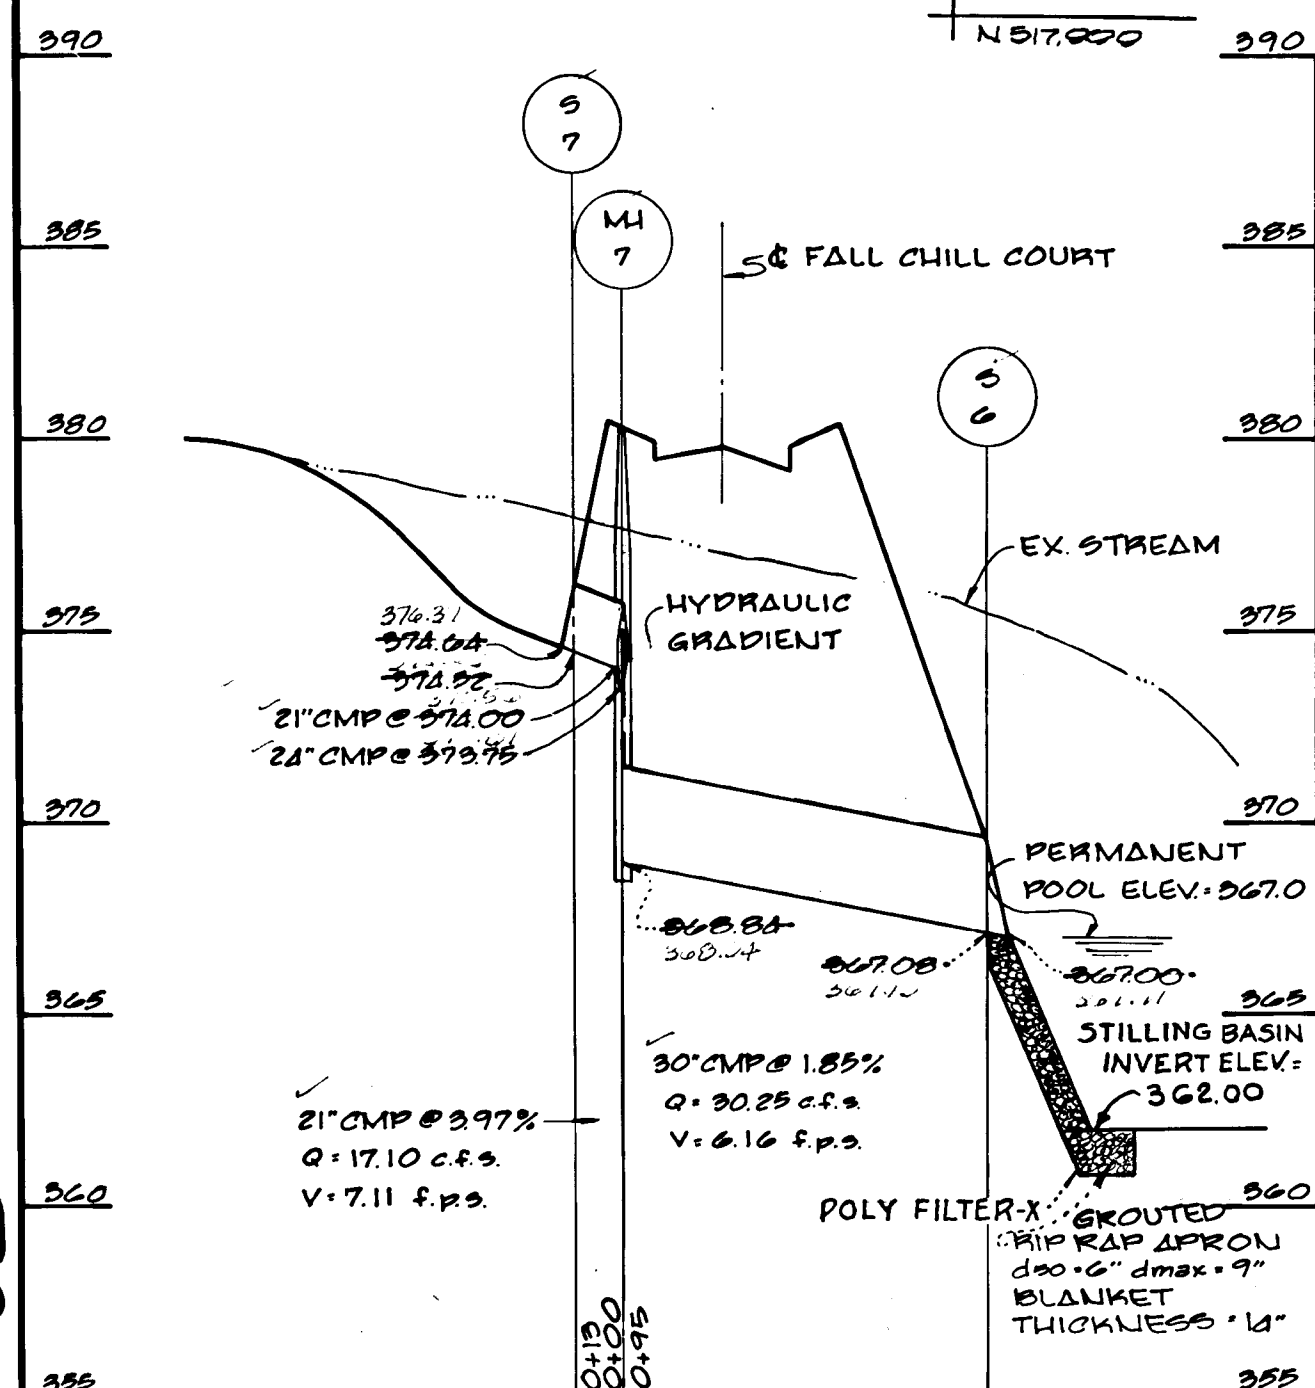 N 517,000
390
390
S
7
MH
7
385
385
℄ FALL CHILL COURT
S
6
380
380
EX. STREAM
HYDRAULIC
GRADIENT
375
375
376.31
374.64
374.32
21" CMP @ 374.00
24" CMP @ 373.75
370
370
PERMANENT
POOL ELEV. = 367.0
368.84
367.08
367.00
365
365
STILLING BASIN
INVERT ELEV. =
362.00
30" CMP @ 1.85%
Q = 30.25 c.f.s.
V = 6.16 f.p.s.
21" CMP @ 3.97%
Q = 17.10 c.f.s.
V = 7.11 f.p.s.
360
360
POLY FILTER-X
GROUTED
RIP RAP APRON
d50 = 6" dmax = 9"
BLANKET
THICKNESS = 14"
0+13
0+00
0+95
355
355